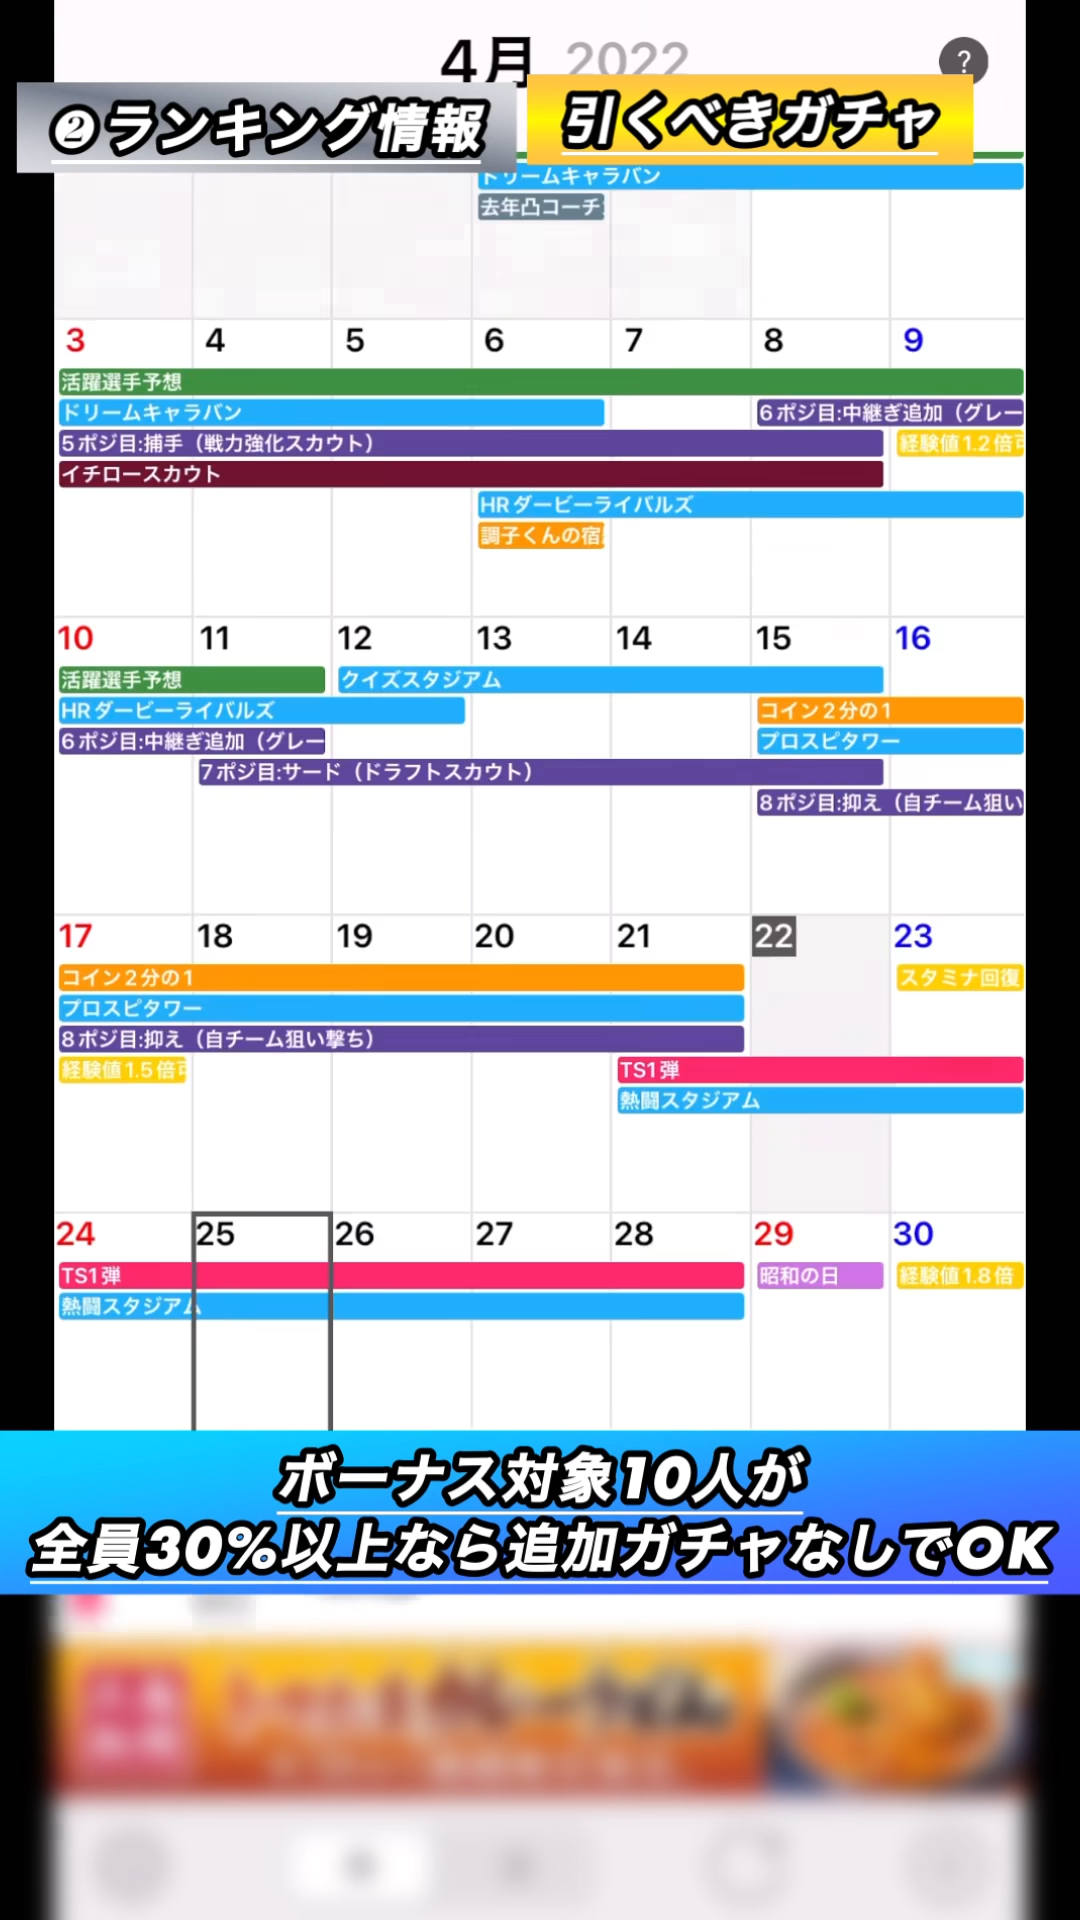 4月 2022
?
❷ランキング情報
引くべきガチャ
ドリームキャラバン
去年凸コーチ
3 4 5 6 7 8 9
活躍選手予想
ドリームキャラバン
6ポジ目:中継ぎ追加（グレー
5ポジ目:捕手（戦力強化スカウト）
経験値1.2倍
イチロースカウト
HRダービーライバルズ
調子くんの宿
10 11 12 13 14 15 16
活躍選手予想
クイズスタジアム
HRダービーライバルズ
コイン2分の1
6ポジ目:中継ぎ追加（グレー
プロスピタワー
7ポジ目:サード（ドラフトスカウト）
8ポジ目:抑え（自チーム狙い
17 18 19 20 21 22 23
コイン2分の1
スタミナ回復
プロスピタワー
8ポジ目:抑え（自チーム狙い撃ち）
経験値1.5倍
TS1弾
熱闘スタジアム
24 25 26 27 28 29 30
TS1弾
昭和の日
経験値1.8倍
熱闘スタジアム
ボーナス対象10人が
全員30%以上なら追加ガチャなしでOK